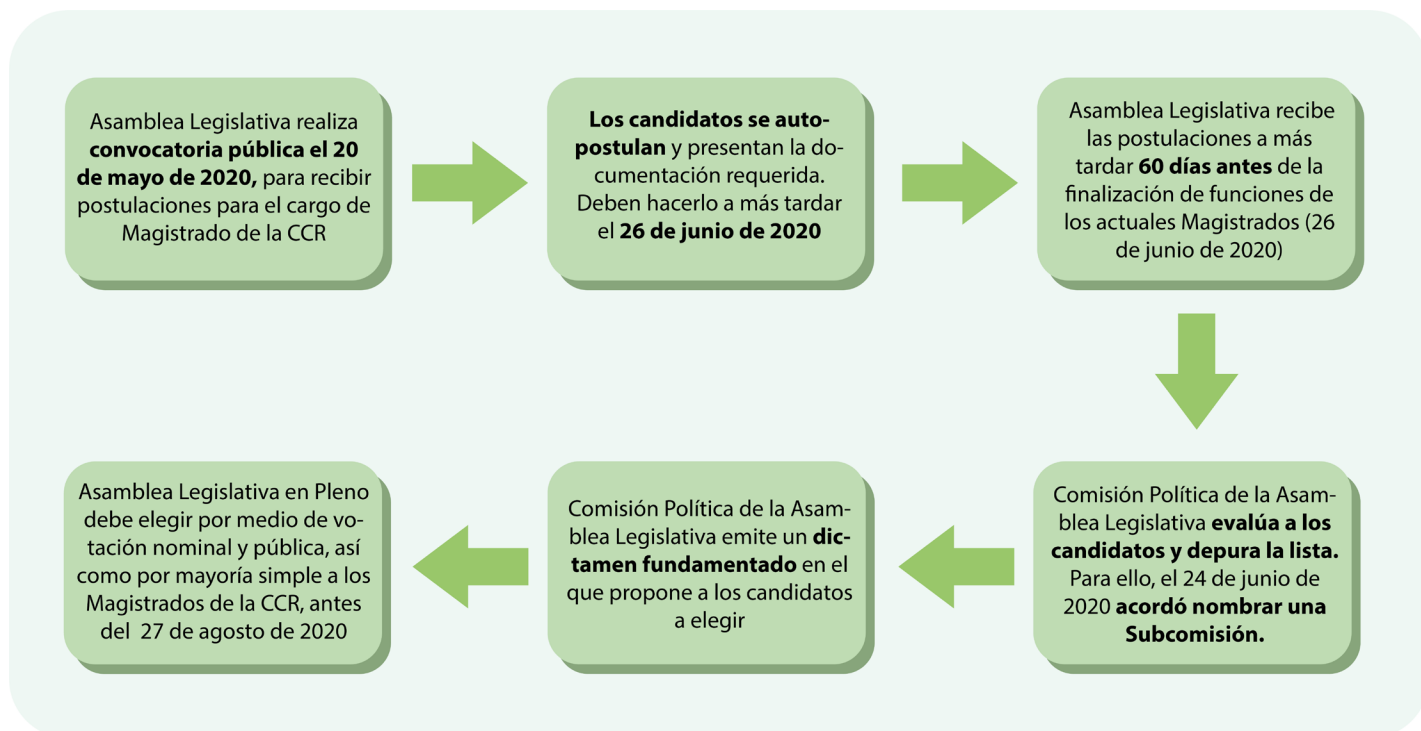 Asamblea Legislativa realiza
convocatoria pública el 20
de mayo de 2020, para recibir
postulaciones para el cargo de
Magistrado de la CCR
Los candidatos se auto-
postulan y presentan la do-
cumentación requerida.
Deben hacerlo a más tardar
el 26 de junio de 2020
Asamblea Legislativa recibe
las postulaciones a más
tardar 60 días antes de la
finalización de funciones de
los actuales Magistrados (26
de junio de 2020)
Comisión Política de la Asam-
blea Legislativa evalúa a los
candidatos y depura la lista.
Para ello, el 24 de junio de
2020 acordó nombrar una
Subcomisión.
Comisión Política de la Asam-
blea Legislativa emite un dic-
tamen fundamentado en el
que propone a los candidatos
a elegir
Asamblea Legislativa en Pleno
debe elegir por medio de vo-
tación nominal y pública, así
como por mayoría simple a los
Magistrados de la CCR, antes
del 27 de agosto de 2020